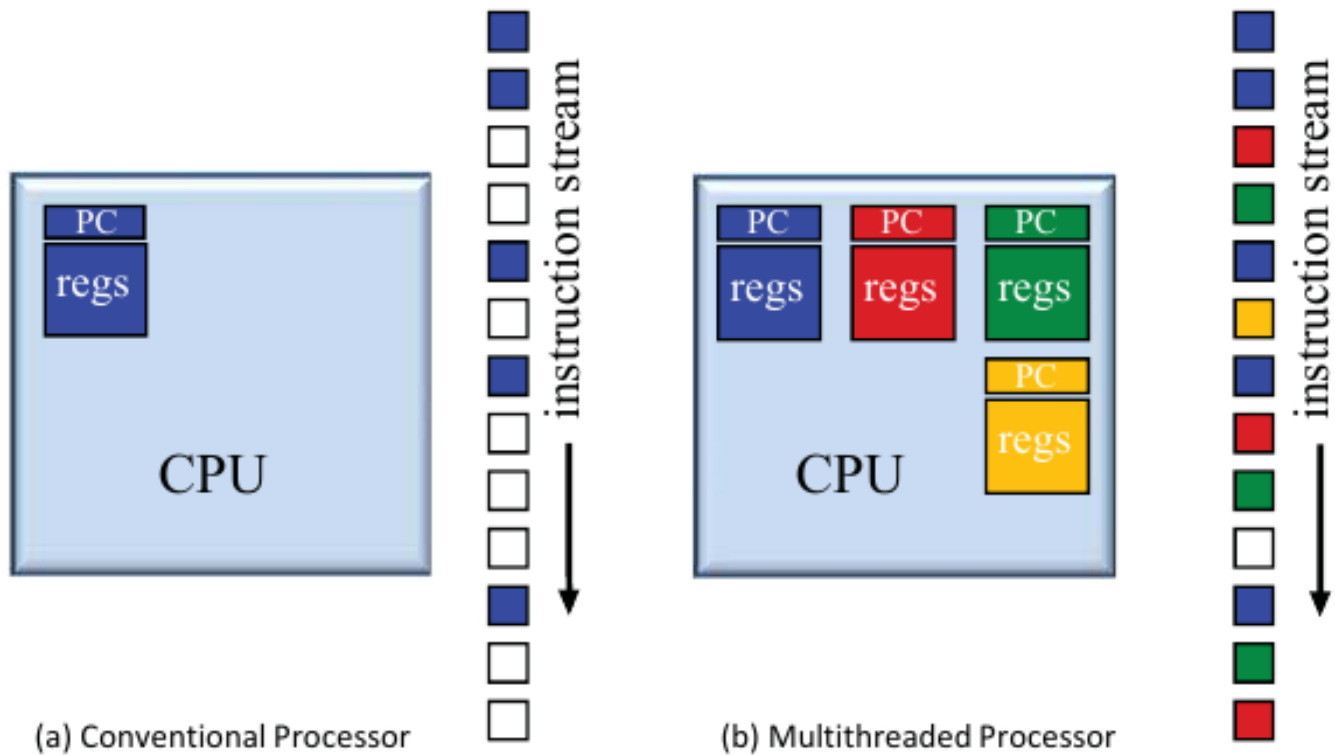 PC
regs
CPU
instruction stream
(a) Conventional Processor
PC
regs
PC
regs
PC
regs
PC
regs
CPU
instruction stream
(b) Multithreaded Processor